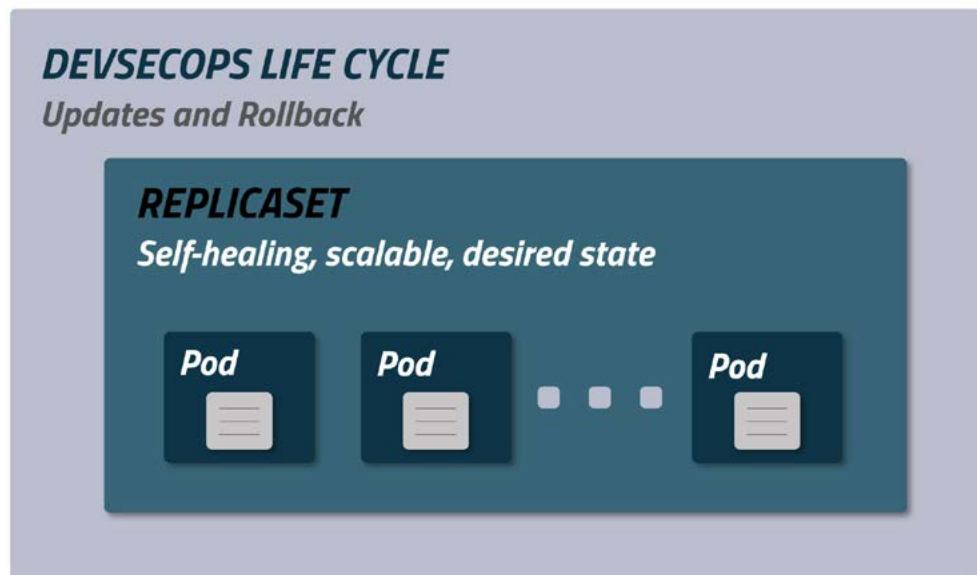 DEVSECOPS LIFE CYCLE
Updates and Rollback
REPLICASET
Self-healing, scalable, desired state
Pod
Pod
Pod